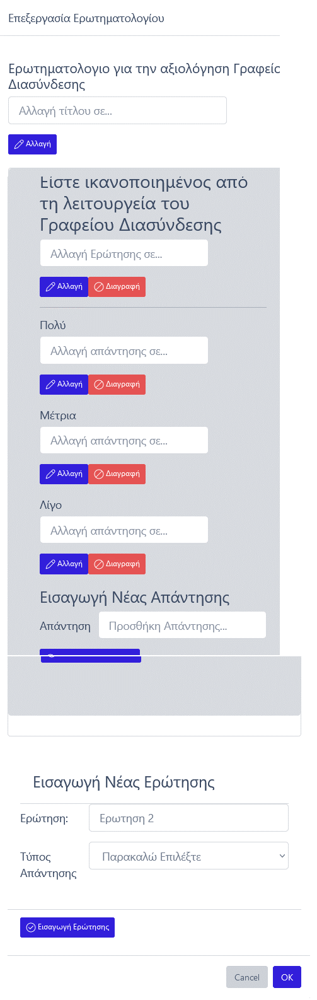 Επεξεργασία Ερωτηματολογίου
Ερωτηματολογιο για την αξιολόγηση Γραφείο
Διασύνδεσης
Αλλαγή τίτλου σε...
Αλλαγή
Είστε ικανοποιημένος από
τη λειτουργεία του
Γραφείου Διασύνδεσης
Αλλαγή Ερώτησης σε...
Αλλαγή Διαγραφή
Πολύ
Αλλαγή απάντησης σε...
Αλλαγή Διαγραφή
Μέτρια
Αλλαγή απάντησης σε...
Αλλαγή Διαγραφή
Λίγο
Αλλαγή απάντησης σε...
Αλλαγή Διαγραφή
Εισαγωγή Νέας Απάντησης
Απάντηση Προσθήκη Απάντησης...
Εισαγωγή Νέας Ερώτησης
Ερώτηση: Ερωτηση 2
Τύπος Παρακαλώ Επιλέξτε
Απάντησης
Εισαγωγή Ερώτησης
Cancel OK